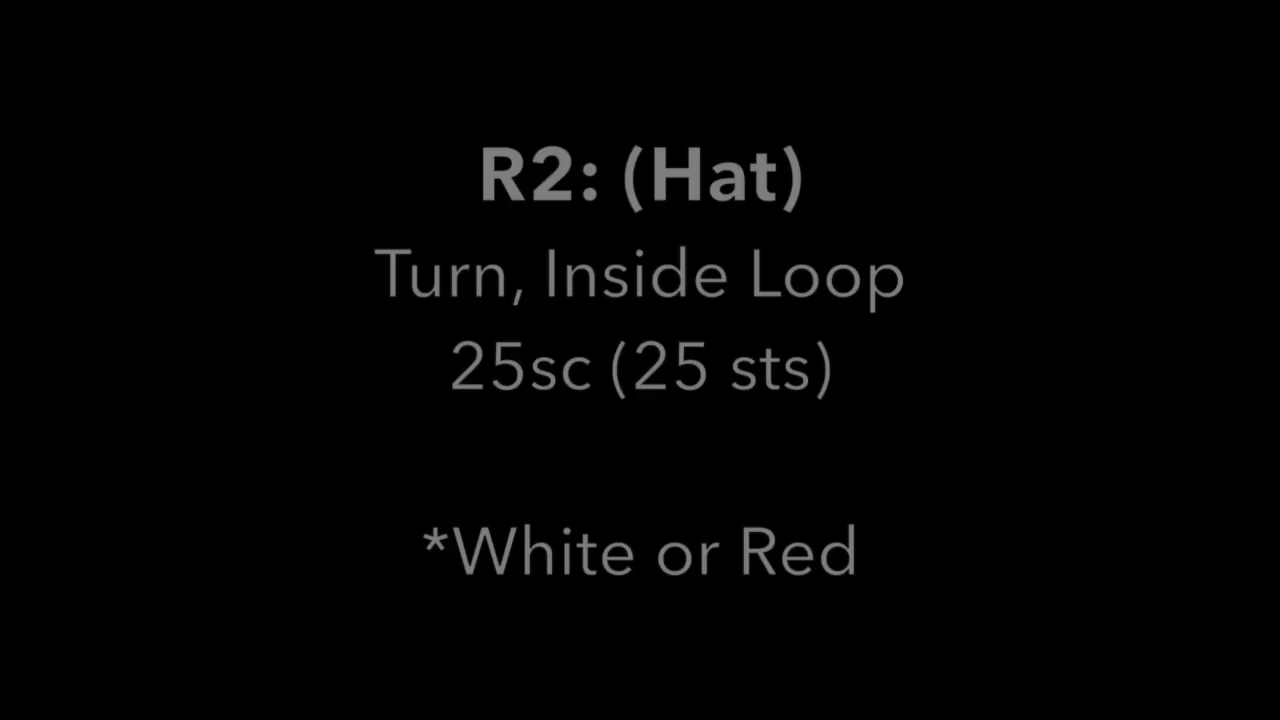 R2: (Hat)
Turn, Inside Loop
25sc (25 sts)
*White or Red